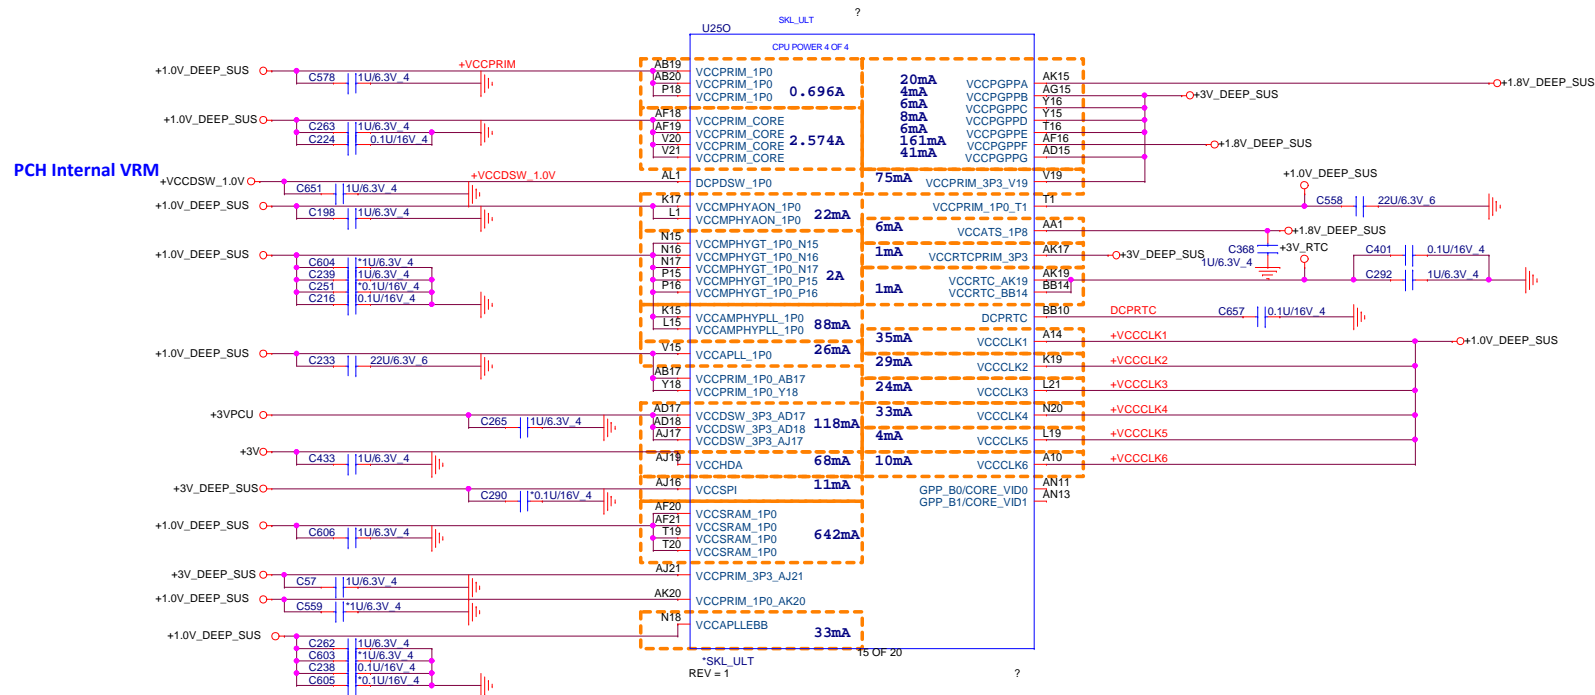 ?
SKL_ULT
U25O
CPU POWER 4 OF 4
+1.0V_DEEP_SUS
+VCCPRIM
C578
1U/6.3V_4
AB19
AB20
P18
VCCPRIM_1P0
VCCPRIM_1P0
VCCPRIM_1P0
0.696A
+1.0V_DEEP_SUS
C263
1U/6.3V_4
C224
0.1U/16V_4
AF18
AF19
V20
V21
VCCPRIM_CORE
VCCPRIM_CORE
VCCPRIM_CORE
VCCPRIM_CORE
2.574A
PCH Internal VRM
+VCCDSW_1.0V
+VCCDSW_1.0V
C651
1U/6.3V_4
AL1
DCPDSW_1P0
+1.0V_DEEP_SUS
C198
1U/6.3V_4
K17
L1
VCCMPHYAON_1P0
VCCMPHYAON_1P0
22mA
+1.0V_DEEP_SUS
C604
*1U/6.3V_4
C239
1U/6.3V_4
C251
*0.1U/16V_4
C216
0.1U/16V_4
N15
N16
N17
P15
P16
VCCMPHYGT_1P0_N15
VCCMPHYGT_1P0_N16
VCCMPHYGT_1P0_N17
VCCMPHYGT_1P0_P15
VCCMPHYGT_1P0_P16
2A
K15
L15
VCCAMPHYPLL_1P0
VCCAMPHYPLL_1P0
88mA
+1.0V_DEEP_SUS
C233
22U/6.3V_6
V15
VCCAPLL_1P0
26mA
AB17
Y18
VCCPRIM_1P0_AB17
VCCPRIM_1P0_Y18
+3VPCU
C265
1U/6.3V_4
AD17
AD18
AJ17
VCCDSW_3P3_AD17
VCCDSW_3P3_AD18
VCCDSW_3P3_AJ17
118mA
+3V
C433
1U/6.3V_4
AJ19
VCCHDA
68mA
+3V_DEEP_SUS
C290
*0.1U/16V_4
AJ16
VCCSPI
11mA
+1.0V_DEEP_SUS
C606
1U/6.3V_4
AF20
AF21
T19
T20
VCCSRAM_1P0
VCCSRAM_1P0
VCCSRAM_1P0
VCCSRAM_1P0
642mA
+3V_DEEP_SUS
C57
1U/6.3V_4
AJ21
VCCPRIM_3P3_AJ21
+1.0V_DEEP_SUS
C559
*1U/6.3V_4
AK20
VCCPRIM_1P0_AK20
+1.0V_DEEP_SUS
C262
1U/6.3V_4
C603
*1U/6.3V_4
C238
0.1U/16V_4
C605
*0.1U/16V_4
N18
VCCAPLLEBB
33mA
20mA
4mA
6mA
8mA
6mA
161mA
41mA
VCCPGPPA
VCCPGPPB
VCCPGPPC
VCCPGPPD
VCCPGPPE
VCCPGPPF
VCCPGPPG
AK15
AG15
Y16
Y15
T16
AF16
AD15
+1.8V_DEEP_SUS
+3V_DEEP_SUS
+1.8V_DEEP_SUS
75mA
VCCPRIM_3P3_V19
V19
VCCPRIM_1P0_T1
T1
+1.0V_DEEP_SUS
C558
22U/6.3V_6
6mA
VCCATS_1P8
AA1
+1.8V_DEEP_SUS
C368
1U/6.3V_4
1mA
VCCRTCPRIM_3P3
AK17
+3V_DEEP_SUS
+3V_RTC
C401
0.1U/16V_4
C292
1U/6.3V_4
1mA
VCCRTC_AK19
VCCRTC_BB14
AK19
BB14
DCPRTC
BB10
DCPRTC
C657
0.1U/16V_4
35mA
VCCCLK1
A14
+VCCCLK1
+1.0V_DEEP_SUS
29mA
VCCCLK2
K19
+VCCCLK2
24mA
VCCCLK3
L21
+VCCCLK3
33mA
VCCCLK4
N20
+VCCCLK4
4mA
VCCCLK5
L19
+VCCCLK5
10mA
VCCCLK6
A10
+VCCCLK6
GPP_B0/CORE_VID0
GPP_B1/CORE_VID1
AN11
AN13
*SKL_ULT
REV = 1
15 OF 20
?